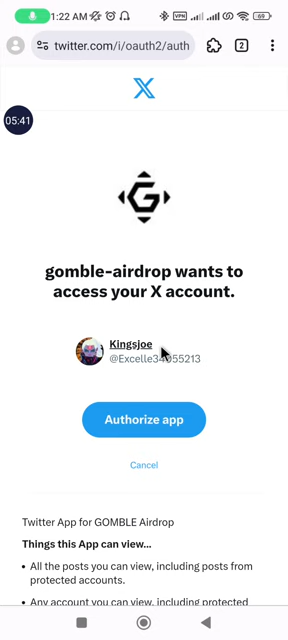 1:22 AM
VPN
69
twitter.com/i/oauth2/auth
2
05:41
gomble-airdrop wants to
access your X account.
Kingsjoe
@Excelle34055213
Authorize app
Cancel
Twitter App for GOMBLE Airdrop
Things this App can view...
• All the posts you can view, including posts from
protected accounts.
• Any account you can view, including protected